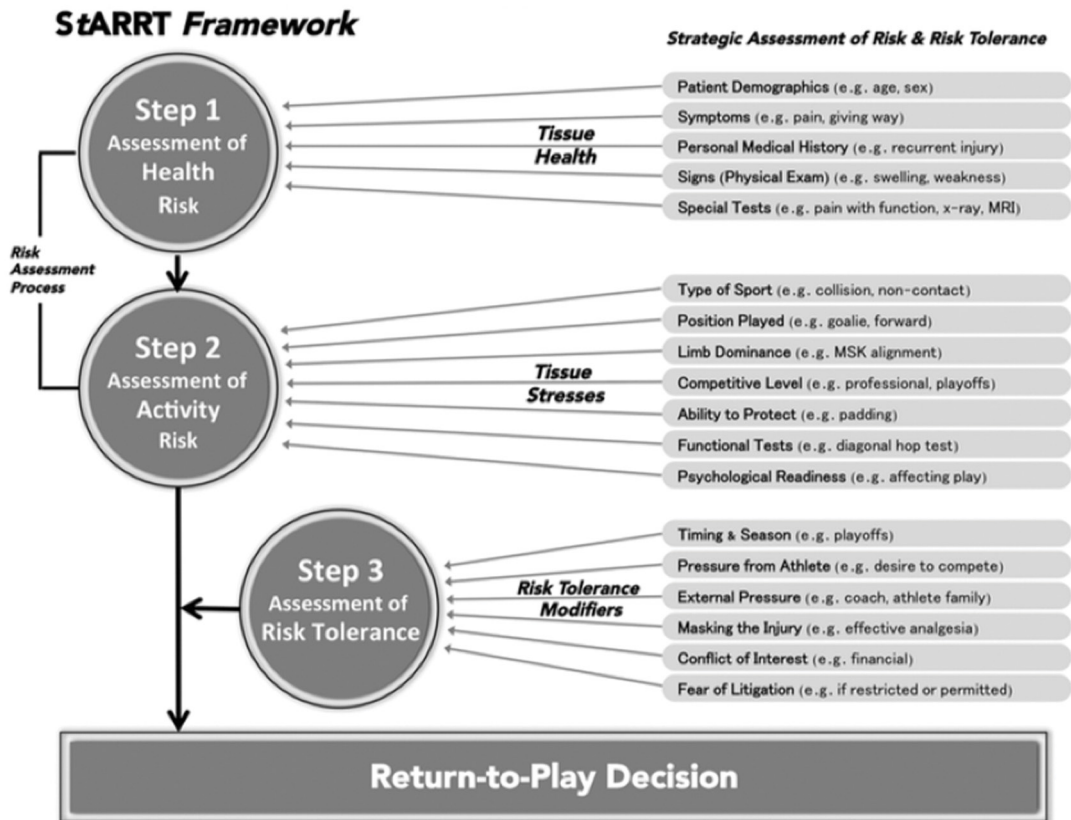 StARRT Framework
Strategic Assessment of Risk & Risk Tolerance
Step 1
Assessment of
Health
Risk
Tissue
Health
Patient Demographics (e.g. age, sex)
Symptoms (e.g. pain, giving way)
Personal Medical History (e.g. recurrent injury)
Signs (Physical Exam) (e.g. swelling, weakness)
Special Tests (e.g. pain with function, x-ray, MRI)
Risk
Assessment
Process
Step 2
Assessment of
Activity
Risk
Tissue
Stresses
Type of Sport (e.g. collision, non-contact)
Position Played (e.g. goalie, forward)
Limb Dominance (e.g. MSK alignment)
Competitive Level (e.g. professional, playoffs)
Ability to Protect (e.g. padding)
Functional Tests (e.g. diagonal hop test)
Psychological Readiness (e.g. affecting play)
Step 3
Assessment of
Risk Tolerance
Risk Tolerance
Modifiers
Timing & Season (e.g. playoffs)
Pressure from Athlete (e.g. desire to compete)
External Pressure (e.g. coach, athlete family)
Masking the Injury (e.g. effective analgesia)
Conflict of Interest (e.g. financial)
Fear of Litigation (e.g. if restricted or permitted)
Return-to-Play Decision